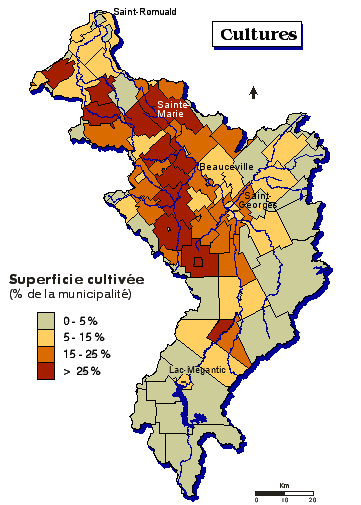 Saint-Romuald
Cultures
Sainte-
Marie
Beauceville
Saint-
Georges
Superficie cultivée
(% de la municipalité)
0 - 5 %
5 - 15 %
15 - 25 %
> 25 %
Lac-Mégantic
Km
0 10 20